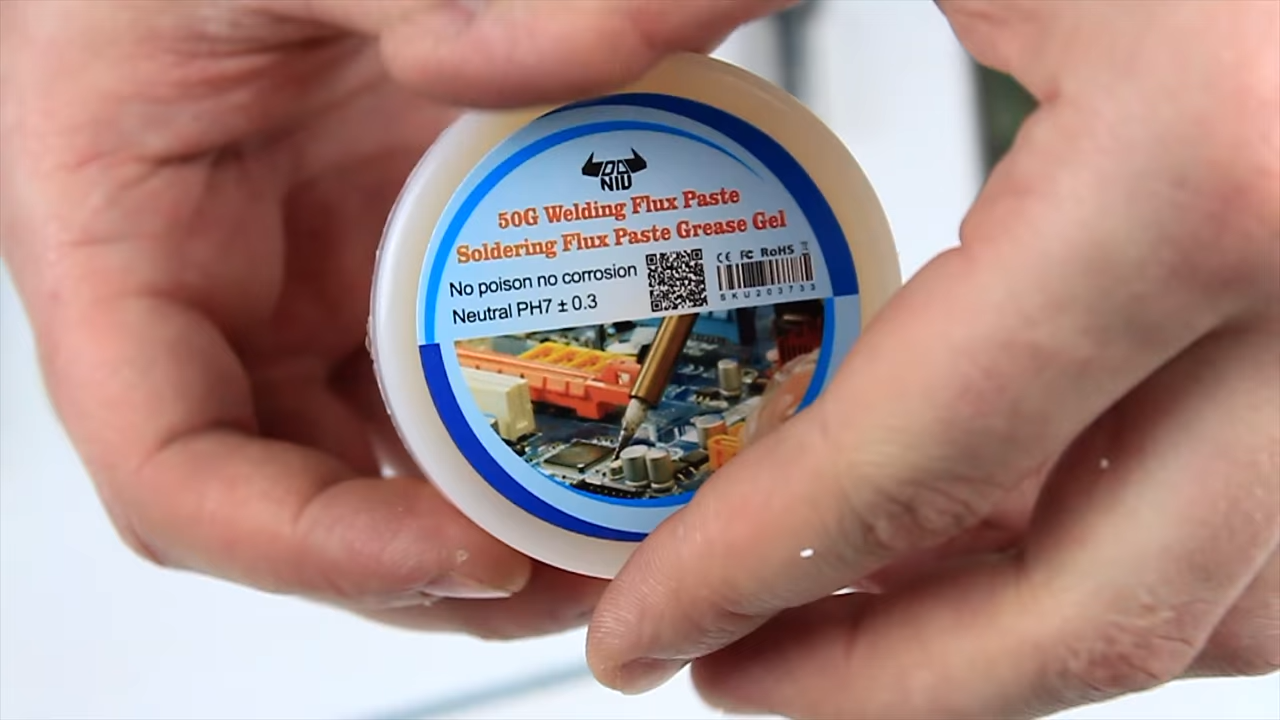 DANIU
50G Welding Flux Paste
Soldering Flux Paste Grease Gel
No poison no corrosion
Neutral PH7 ± 0.3
CE FC RoHS
SKU203733